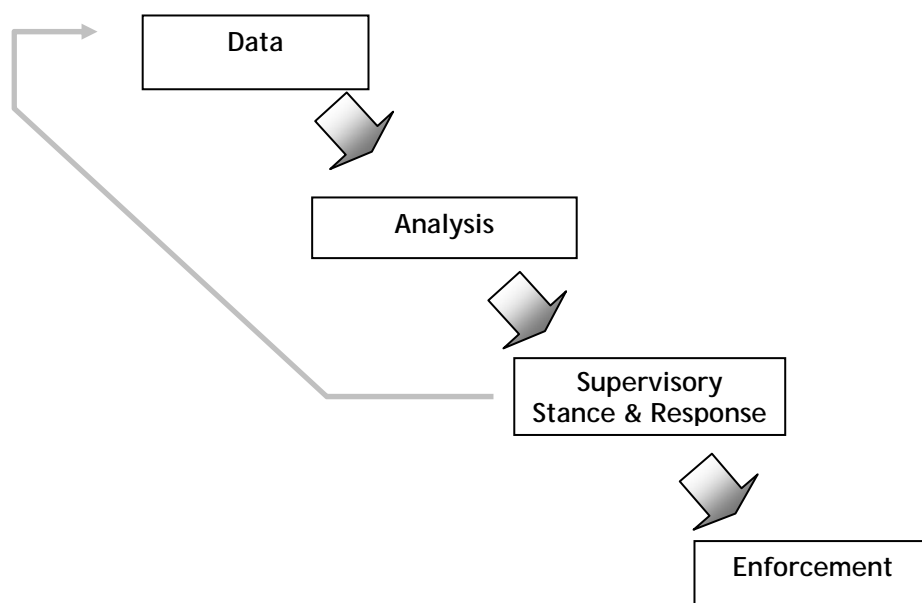 Data
Analysis
Supervisory
Stance & Response
Enforcement